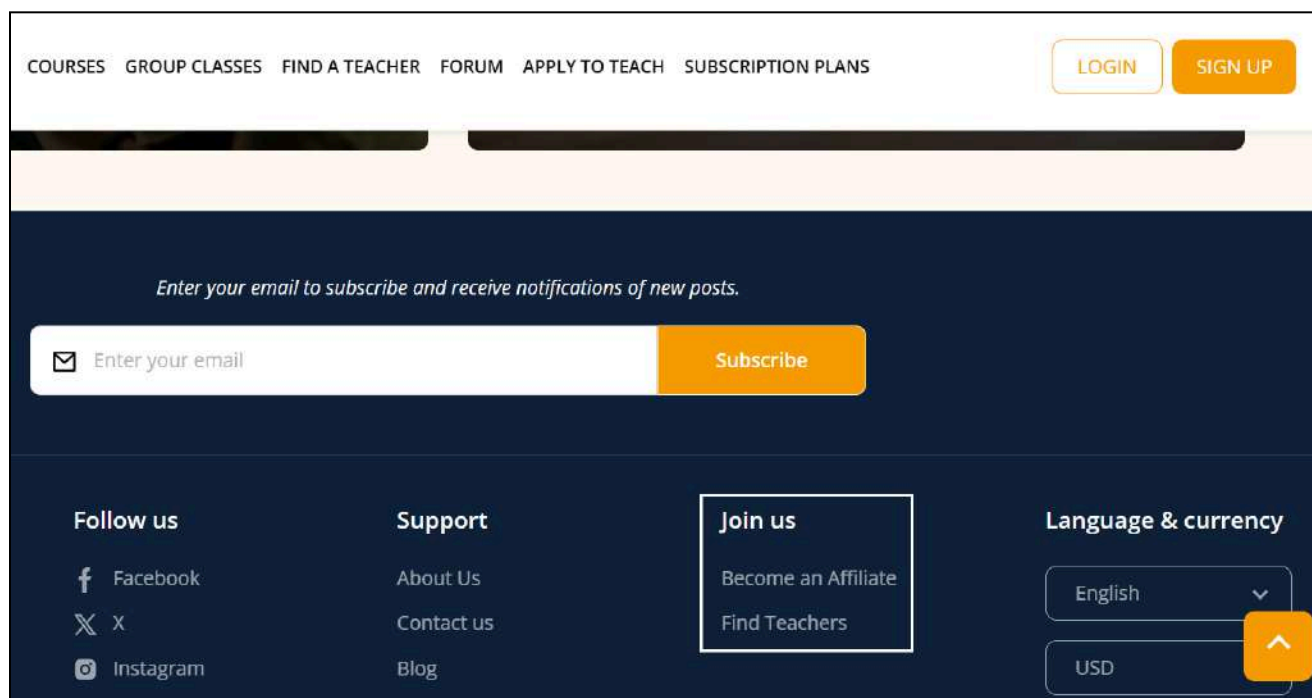 COURSES GROUP CLASSES FIND A TEACHER FORUM APPLY TO TEACH SUBSCRIPTION PLANS LOGIN SIGN UP
Enter your email to subscribe and receive notifications of new posts.
Enter your email Subscribe
Follow us
Facebook
X
Instagram
Support
About Us
Contact us
Blog
Join us
Become an Affiliate
Find Teachers
Language & currency
English
USD